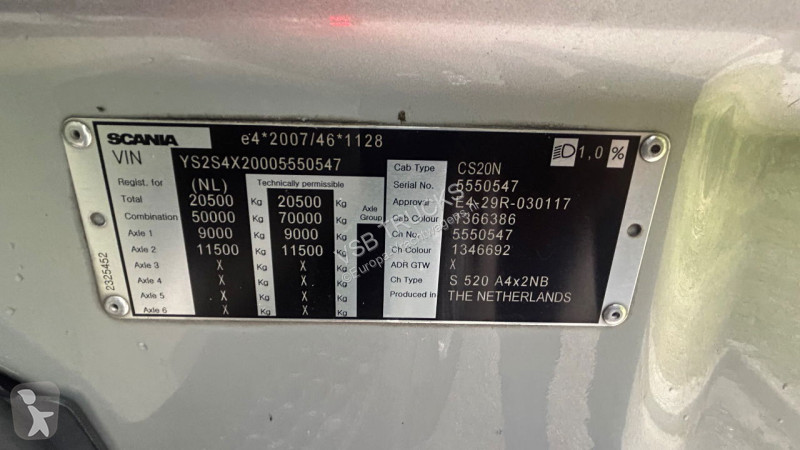 SCANIA e4*2007/46*1128
VIN YS2S4X20005550547
1,0 %
Regist. for (NL) Technically permissible
Total 20500 Kg 20500 Kg
Combination 50000 Kg 70000 Kg Axle Group
Axle 1 9000 Kg 9000 Kg
Axle 2 11500 Kg 11500 Kg
Axle 3 X Kg X Kg
Axle 4 X Kg X Kg
Axle 5 X Kg X Kg
Axle 6 X Kg X Kg
Cab Type CS20N
Serial No. 5550547
Approval E4-29R-030117
Cab Colour 1366386
Ch No. 5550547
Ch Colour 1346692
ADR GTW X
Ch Type S 520 A4x2NB
Produced in THE NETHERLANDS
2325452
VSB TRUCKS